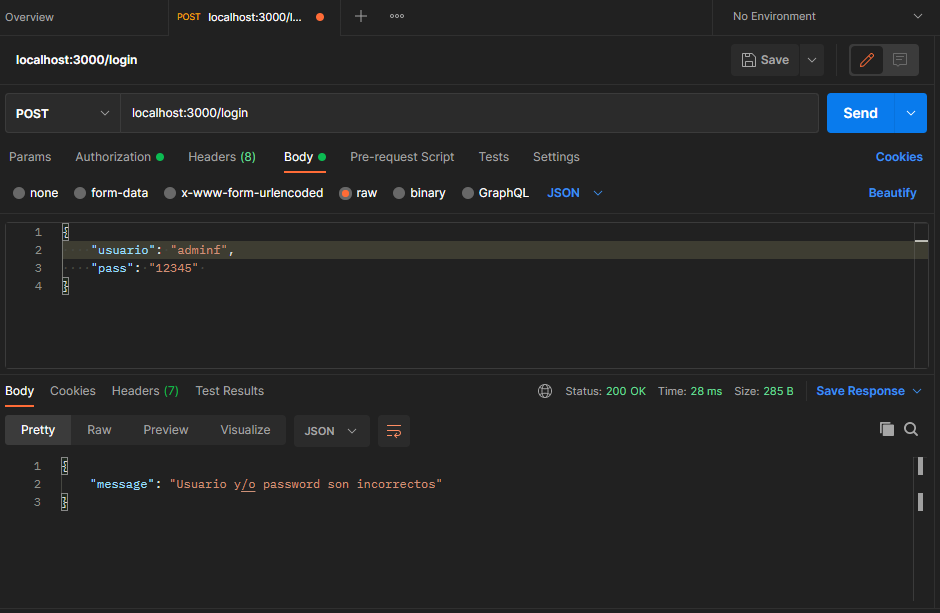 Overview
POST localhost:3000/l...
No Environment
localhost:3000/login
Save
POST
localhost:3000/login
Send
Params Authorization Headers (8) Body Pre-request Script Tests Settings Cookies
none form-data x-www-form-urlencoded raw binary GraphQL JSON Beautify
1 {
2 "usuario": "adminf",
3 "pass": "12345"
4 }
Body Cookies Headers (7) Test Results Status: 200 OK Time: 28 ms Size: 285 B Save Response
Pretty Raw Preview Visualize JSON
1 {
2 "message": "Usuario y/o password son incorrectos"
3 }